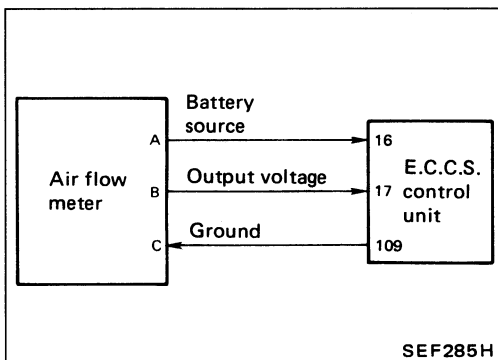 Battery
source
A
16
Air flow
meter
E.C.C.S.
control
unit
B
Output voltage
17
C
Ground
109
SEF285H